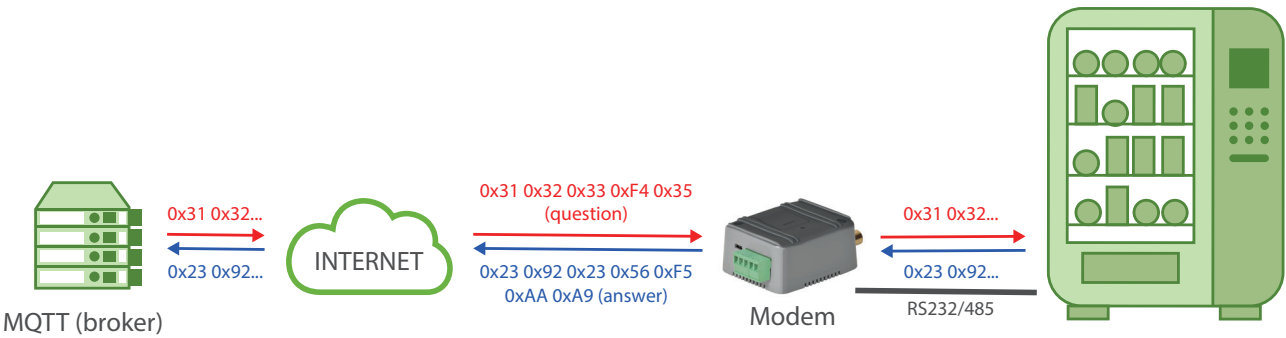 0x31 0x32...
0x23 0x92...
MQTT (broker)
INTERNET
0x31 0x32 0x33 0xF4 0x35
(question)
0x23 0x92 0x23 0x56 0xF5
0xAA 0xA9 (answer)
Modem
0x31 0x32...
0x23 0x92...
RS232/485